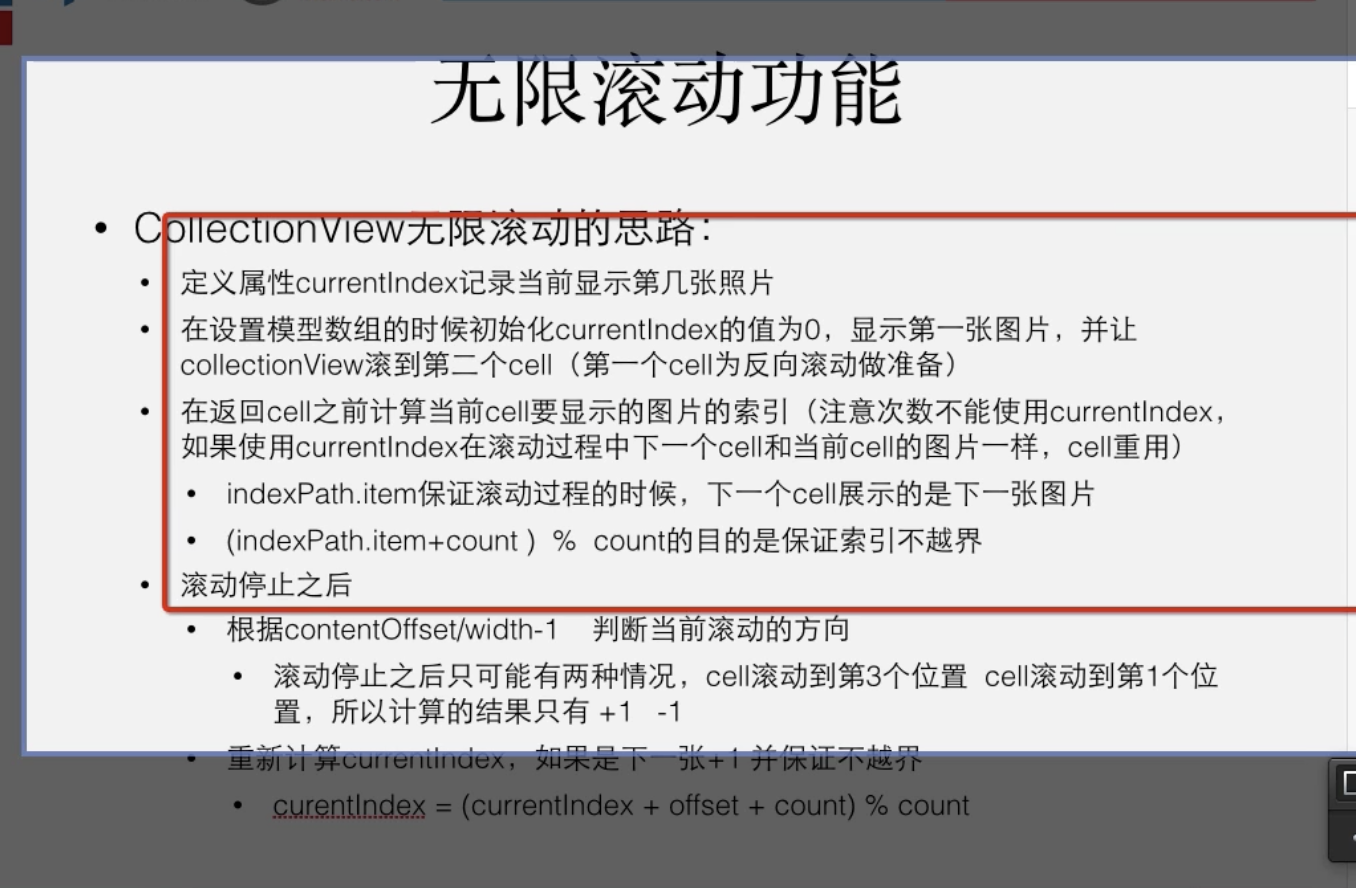 无限滚动功能
• CollectionView无限滚动的思路：
• 定义属性currentIndex记录当前显示第几张照片
• 在设置模型数组的时候初始化currentIndex的值为0，显示第一张图片，并让
collectionView滚到第二个cell（第一个cell为反向滚动做准备）
• 在返回cell之前计算当前cell要显示的图片的索引（注意次数不能使用currentIndex，
如果使用currentIndex在滚动过程中下一个cell和当前cell的图片一样，cell重用）
• indexPath.item保证滚动过程的时候，下一个cell展示的是下一张图片
• (indexPath.item+count ) % count的目的是保证索引不越界
• 滚动停止之后
• 根据contentOffset/width-1 判断当前滚动的方向
• 滚动停止之后只可能有两种情况，cell滚动到第3个位置 cell滚动到第1个位
置，所以计算的结果只有 +1 -1
• 重新计算currentIndex，如果是下一张+1 并保证不越界
• curentIndex = (currentIndex + offset + count) % count